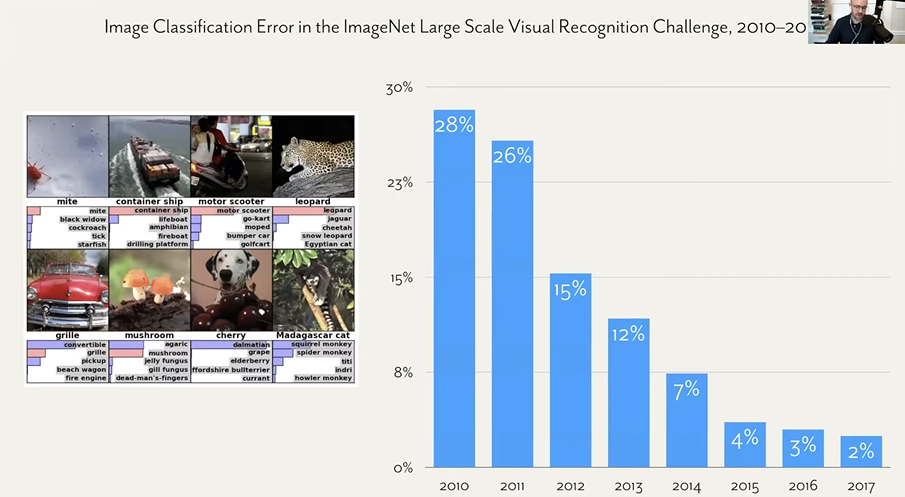 Image Classification Error in the ImageNet Large Scale Visual Recognition Challenge, 2010–20
mite
container ship
motor scooter
leopard
mite
black widow
cockroach
tick
starfish
container ship
lifeboat
amphibian
fireboat
drilling platform
motor scooter
go-kart
moped
bumper car
golfcart
leopard
jaguar
cheetah
snow leopard
Egyptian cat
grille
mushroom
cherry
Madagascar cat
convertible
grille
pickup
beach wagon
fire engine
agaric
mushroom
jelly fungus
gill fungus
dead-man's-fingers
dalmatian
grape
elderberry
ffordshire bullterrier
currant
squirrel monkey
spider monkey
titi
indri
howler monkey
30%
23%
15%
8%
0%
28%
26%
15%
12%
7%
4%
3%
2%
2010
2011
2012
2013
2014
2015
2016
2017